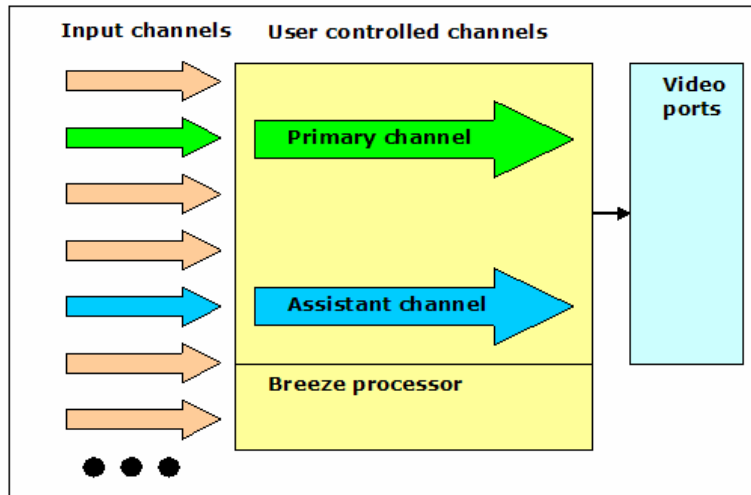 Input channels
User controlled channels
Video
ports
Primary channel
Assistant channel
Breeze processor